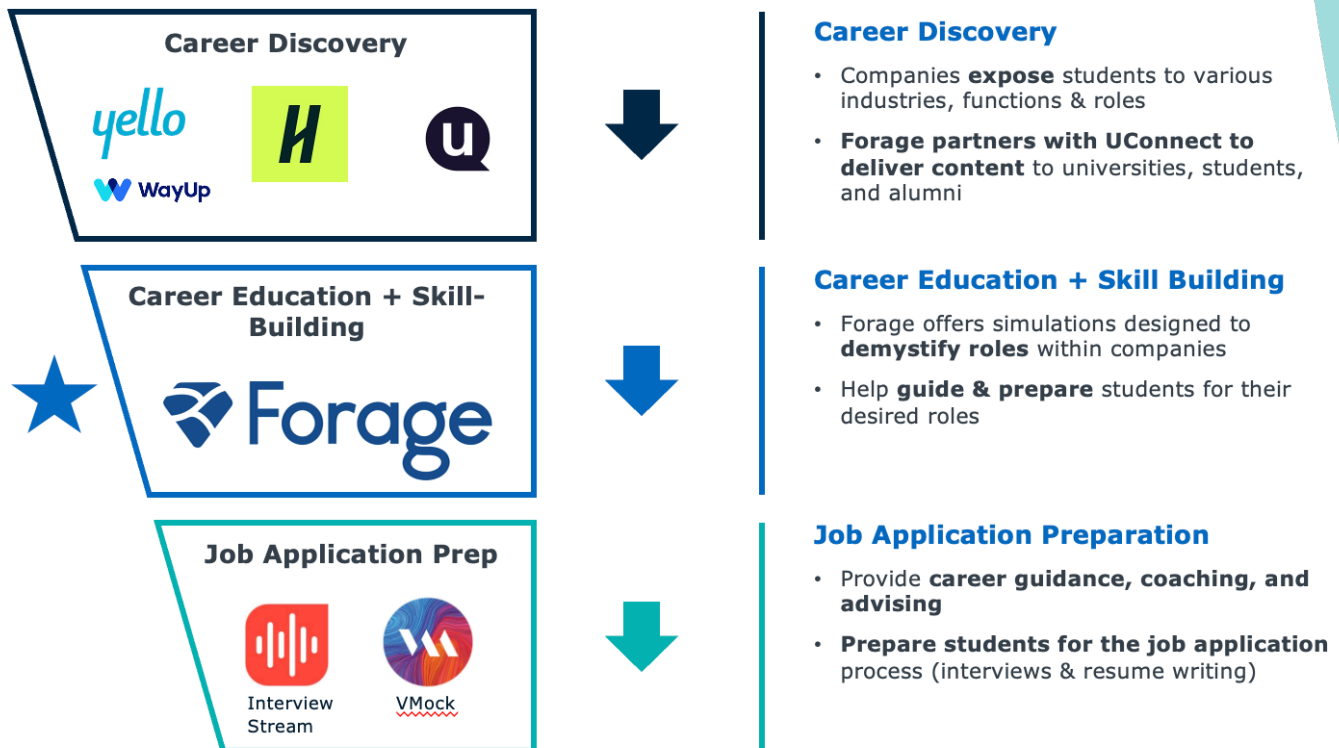 Career Discovery
yello
WayUp
H
u
Career Discovery
• Companies expose students to various
industries, functions & roles
• Forage partners with UConnect to
deliver content to universities, students,
and alumni
Career Education + Skill-
Building
Forage
Career Education + Skill Building
• Forage offers simulations designed to
demystify roles within companies
• Help guide & prepare students for their
desired roles
Job Application Prep
Interview
Stream
VM
VMock
Job Application Preparation
• Provide career guidance, coaching, and
advising
• Prepare students for the job application
process (interviews & resume writing)